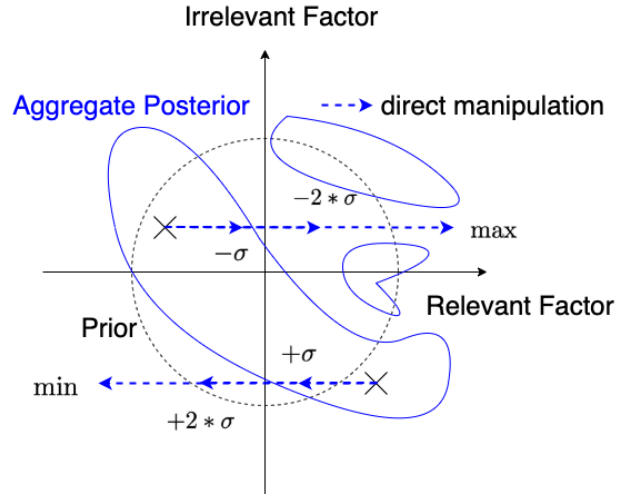 Irrelevant Factor
Aggregate Posterior
direct manipulation
−2 ∗ σ
−σ
max
Relevant Factor
Prior
+σ
min
+2 ∗ σ